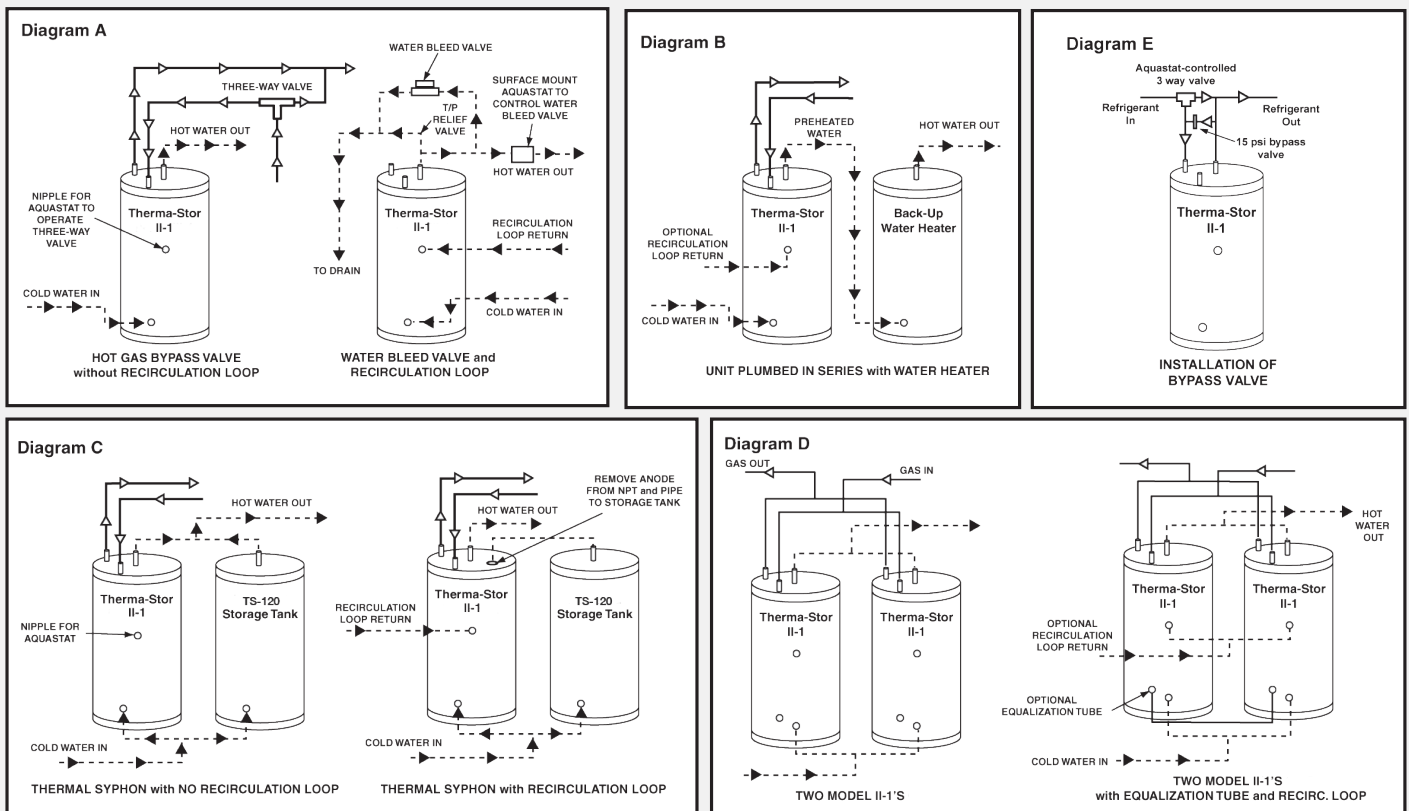 Diagram A
WATER BLEED VALVE
THREE-WAY VALVE
SURFACE MOUNT
AQUASTAT TO
CONTROL WATER
BLEED VALVE
T/P
RELIEF
VALVE
HOT WATER OUT
HOT WATER OUT
NIPPLE FOR
AQUASTAT TO
OPERATE
THREE-WAY
VALVE
Therma-Stor
II-1
Therma-Stor
II-1
RECIRCULATION
LOOP RETURN
TO DRAIN
COLD WATER IN
COLD WATER IN
HOT GAS BYPASS VALVE
without RECIRCULATION LOOP
WATER BLEED VALVE and
RECIRCULATION LOOP
Diagram B
PREHEATED
WATER
HOT WATER OUT
Therma-Stor
II-1
Back-Up
Water Heater
OPTIONAL
RECIRCULATION
LOOP RETURN
COLD WATER IN
UNIT PLUMBED IN SERIES with WATER HEATER
Diagram E
Aquastat-controlled
3 way valve
Refrigerant
In
Refrigerant
Out
15 psi bypass
valve
Therma-Stor
II-1
INSTALLATION OF
BYPASS VALVE
Diagram C
HOT WATER OUT
Therma-Stor
II-1
TS-120
Storage Tank
NIPPLE FOR
AQUASTAT
COLD WATER IN
THERMAL SYPHON with NO RECIRCULATION LOOP
REMOVE ANODE
FROM NPT and PIPE
TO STORAGE TANK
HOT WATER OUT
Therma-Stor
II-1
TS-120
Storage Tank
RECIRCULATION
LOOP RETURN
COLD WATER IN
THERMAL SYPHON with RECIRCULATION LOOP
Diagram D
GAS OUT
GAS IN
Therma-Stor
II-1
Therma-Stor
II-1
TWO MODEL II-1'S
HOT
WATER
OUT
Therma-Stor
II-1
Therma-Stor
II-1
OPTIONAL
RECIRCULATION
LOOP RETURN
OPTIONAL
EQUALIZATION TUBE
COLD WATER IN
TWO MODEL II-1'S
with EQUALIZATION TUBE and RECIRC. LOOP